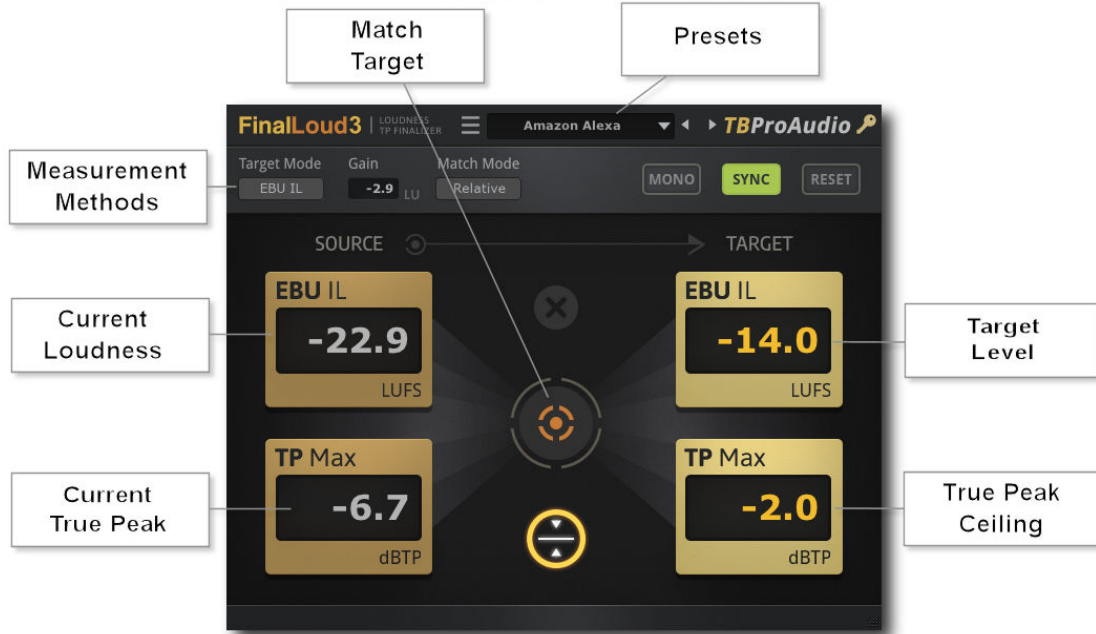 Match
Target
Presets
FinalLoud3 | LOUDNESS
TP FINALIZER
Amazon Alexa
TBProAudio
Measurement
Methods
Target Mode
Gain
Match Mode
EBU IL
-2.9 LU
Relative
MONO
SYNC
RESET
SOURCE
TARGET
Current
Loudness
EBU IL
-22.9
LUFS
EBU IL
-14.0
LUFS
Target
Level
Current
True Peak
TP Max
-6.7
dBTP
TP Max
-2.0
dBTP
True Peak
Ceiling